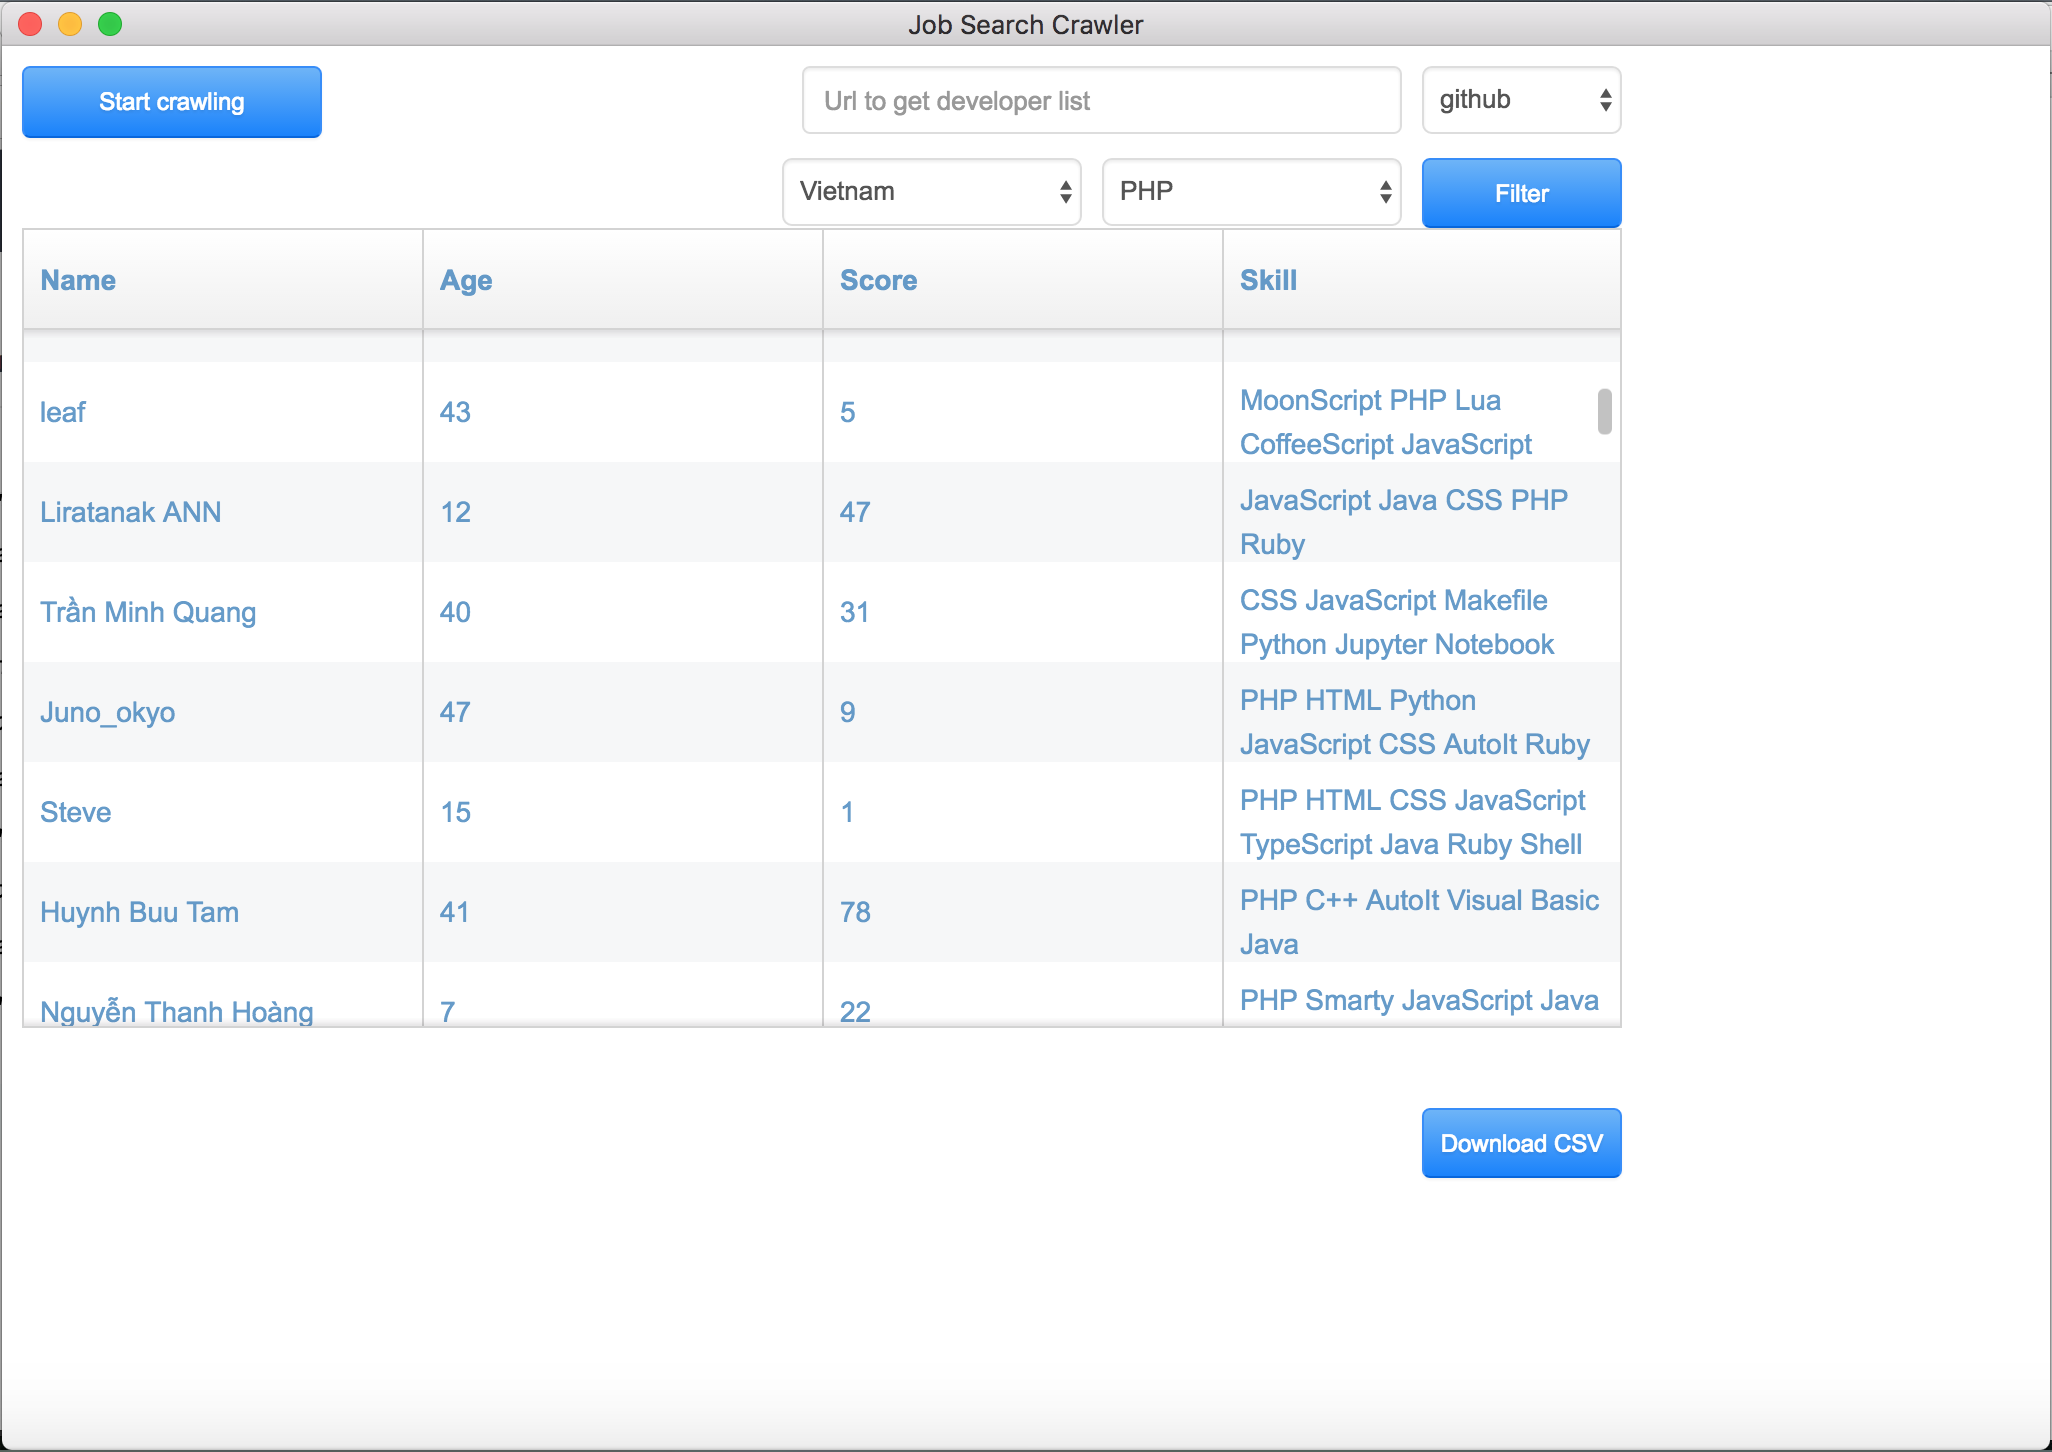 Job Search Crawler
Start crawling
Url to get developer list
github
Vietnam
PHP
Filter
Name Age Score Skill
leaf 43 5 MoonScript PHP Lua
CoffeeScript JavaScript
Liratanak ANN 12 47 JavaScript Java CSS PHP
Ruby
Trần Minh Quang 40 31 CSS JavaScript Makefile
Python Jupyter Notebook
Juno_okyo 47 9 PHP HTML Python
JavaScript CSS AutoIt Ruby
Steve 15 1 PHP HTML CSS JavaScript
TypeScript Java Ruby Shell
Huynh Buu Tam 41 78 PHP C++ AutoIt Visual Basic
Java
Nguyễn Thanh Hoàng 7 22 PHP Smarty JavaScript Java
Download CSV